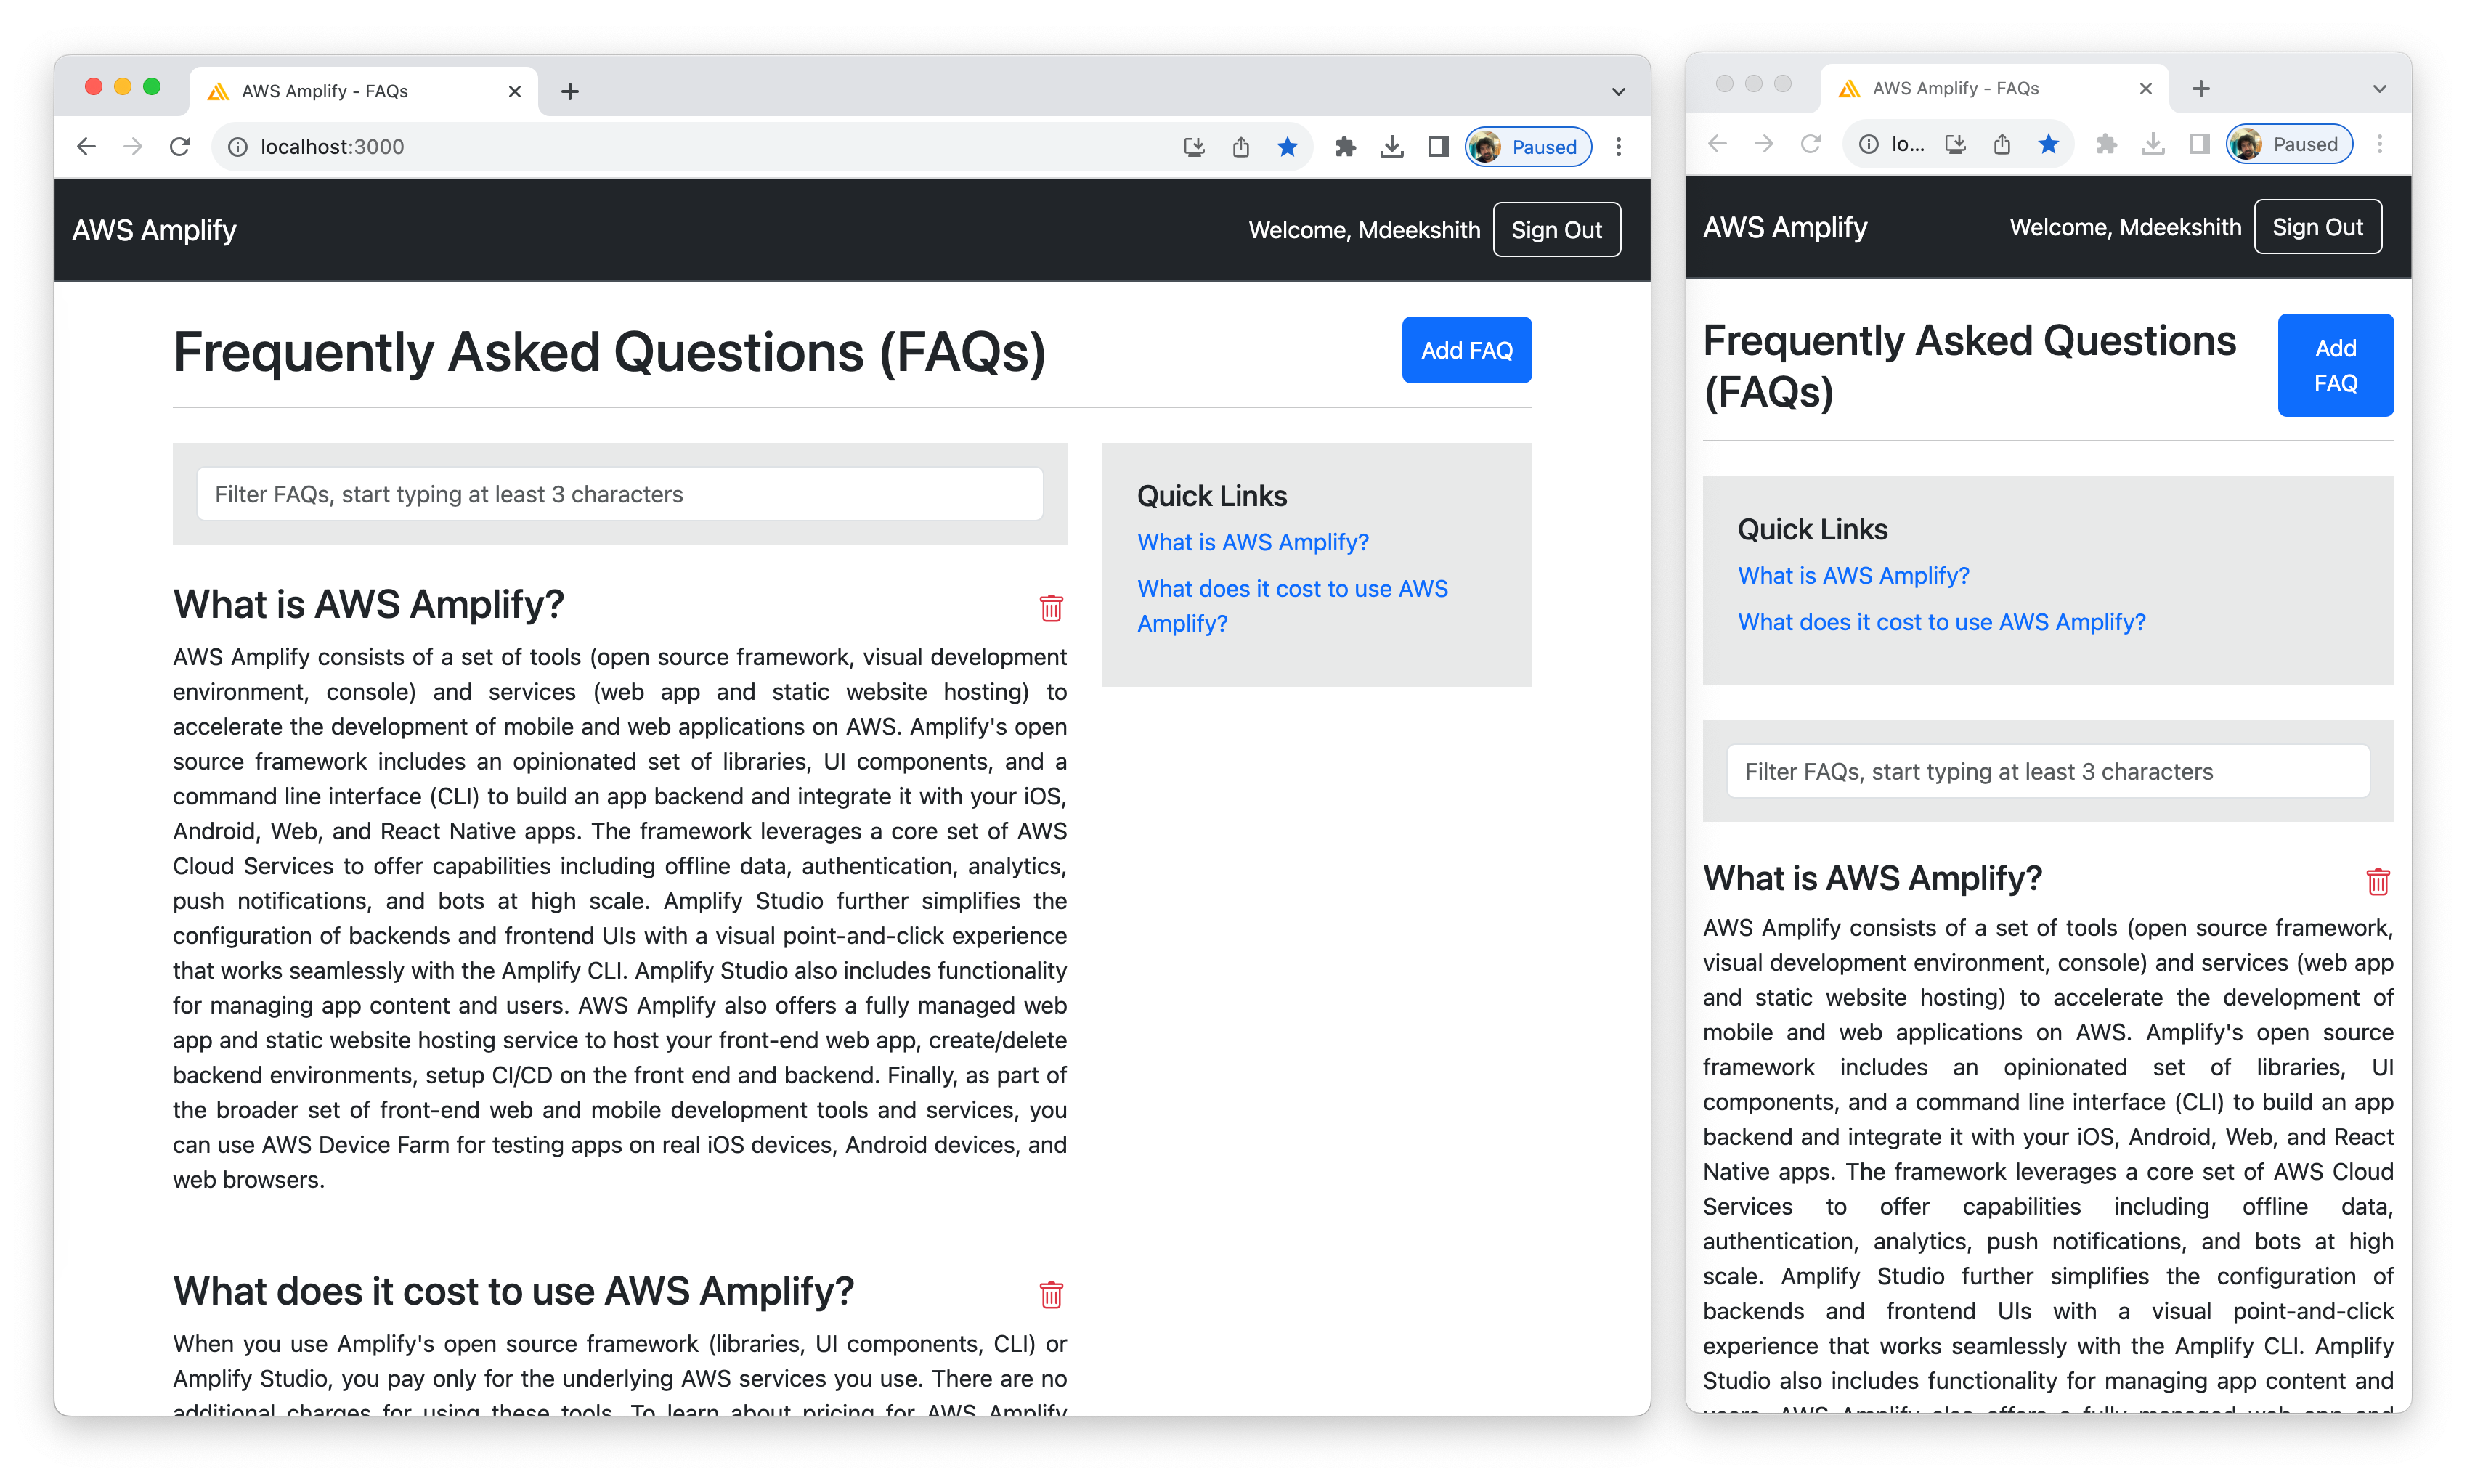 AWS Amplify - FAQs
localhost:3000
Paused
AWS Amplify
Welcome, Mdeekshith
Sign Out
Frequently Asked Questions (FAQs)
Add FAQ
Filter FAQs, start typing at least 3 characters
What is AWS Amplify?
AWS Amplify consists of a set of tools (open source framework, visual development
environment, console) and services (web app and static website hosting) to
accelerate the development of mobile and web applications on AWS. Amplify's open
source framework includes an opinionated set of libraries, UI components, and a
command line interface (CLI) to build an app backend and integrate it with your iOS,
Android, Web, and React Native apps. The framework leverages a core set of AWS
Cloud Services to offer capabilities including offline data, authentication, analytics,
push notifications, and bots at high scale. Amplify Studio further simplifies the
configuration of backends and frontend UIs with a visual point-and-click experience
that works seamlessly with the Amplify CLI. Amplify Studio also includes functionality
for managing app content and users. AWS Amplify also offers a fully managed web
app and static website hosting service to host your front-end web app, create/delete
backend environments, setup CI/CD on the front end and backend. Finally, as part of
the broader set of front-end web and mobile development tools and services, you
can use AWS Device Farm for testing apps on real iOS devices, Android devices, and
web browsers.
What does it cost to use AWS Amplify?
When you use Amplify's open source framework (libraries, UI components, CLI) or
Amplify Studio, you pay only for the underlying AWS services you use. There are no
additional charges for using these tools. To learn about pricing for AWS Amplify
Quick Links
What is AWS Amplify?
What does it cost to use AWS
Amplify?
AWS Amplify - FAQs
lo...
Paused
AWS Amplify
Welcome, Mdeekshith
Sign Out
Frequently Asked Questions
(FAQs)
Add
FAQ
Quick Links
What is AWS Amplify?
What does it cost to use AWS Amplify?
Filter FAQs, start typing at least 3 characters
What is AWS Amplify?
AWS Amplify consists of a set of tools (open source framework,
visual development environment, console) and services (web app
and static website hosting) to accelerate the development of
mobile and web applications on AWS. Amplify's open source
framework includes an opinionated set of libraries, UI
components, and a command line interface (CLI) to build an app
backend and integrate it with your iOS, Android, Web, and React
Native apps. The framework leverages a core set of AWS Cloud
Services to offer capabilities including offline data,
authentication, analytics, push notifications, and bots at high
scale. Amplify Studio further simplifies the configuration of
backends and frontend UIs with a visual point-and-click
experience that works seamlessly with the Amplify CLI. Amplify
Studio also includes functionality for managing app content and
users. AWS Amplify also offers a fully managed web app and